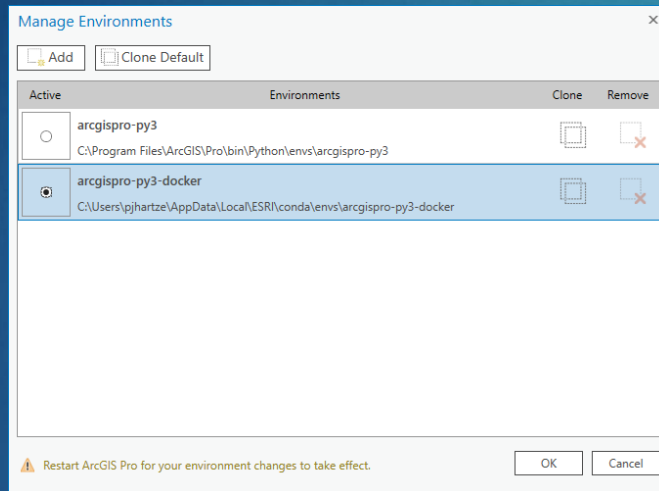 Manage Environments
Add
Clone Default
Active Environments Clone Remove
arcgispro-py3
C:\Program Files\ArcGIS\Pro\bin\Python\envs\arcgispro-py3
arcgispro-py3-docker
C:\Users\pjhartze\AppData\Local\ESRI\conda\envs\arcgispro-py3-docker
Restart ArcGIS Pro for your environment changes to take effect.
OK
Cancel